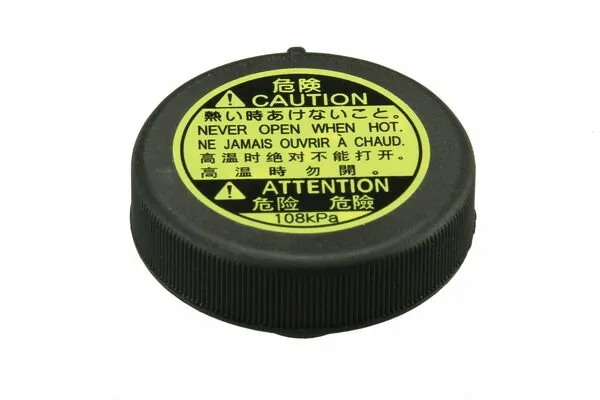 危険
CAUTION
熱い時あけないこと。
NEVER OPEN WHEN HOT.
NE JAMAIS OUVRIR À CHAUD.
高温时绝对不能打开。
高温時勿開。
ATTENTION
危险 危險
108kPa